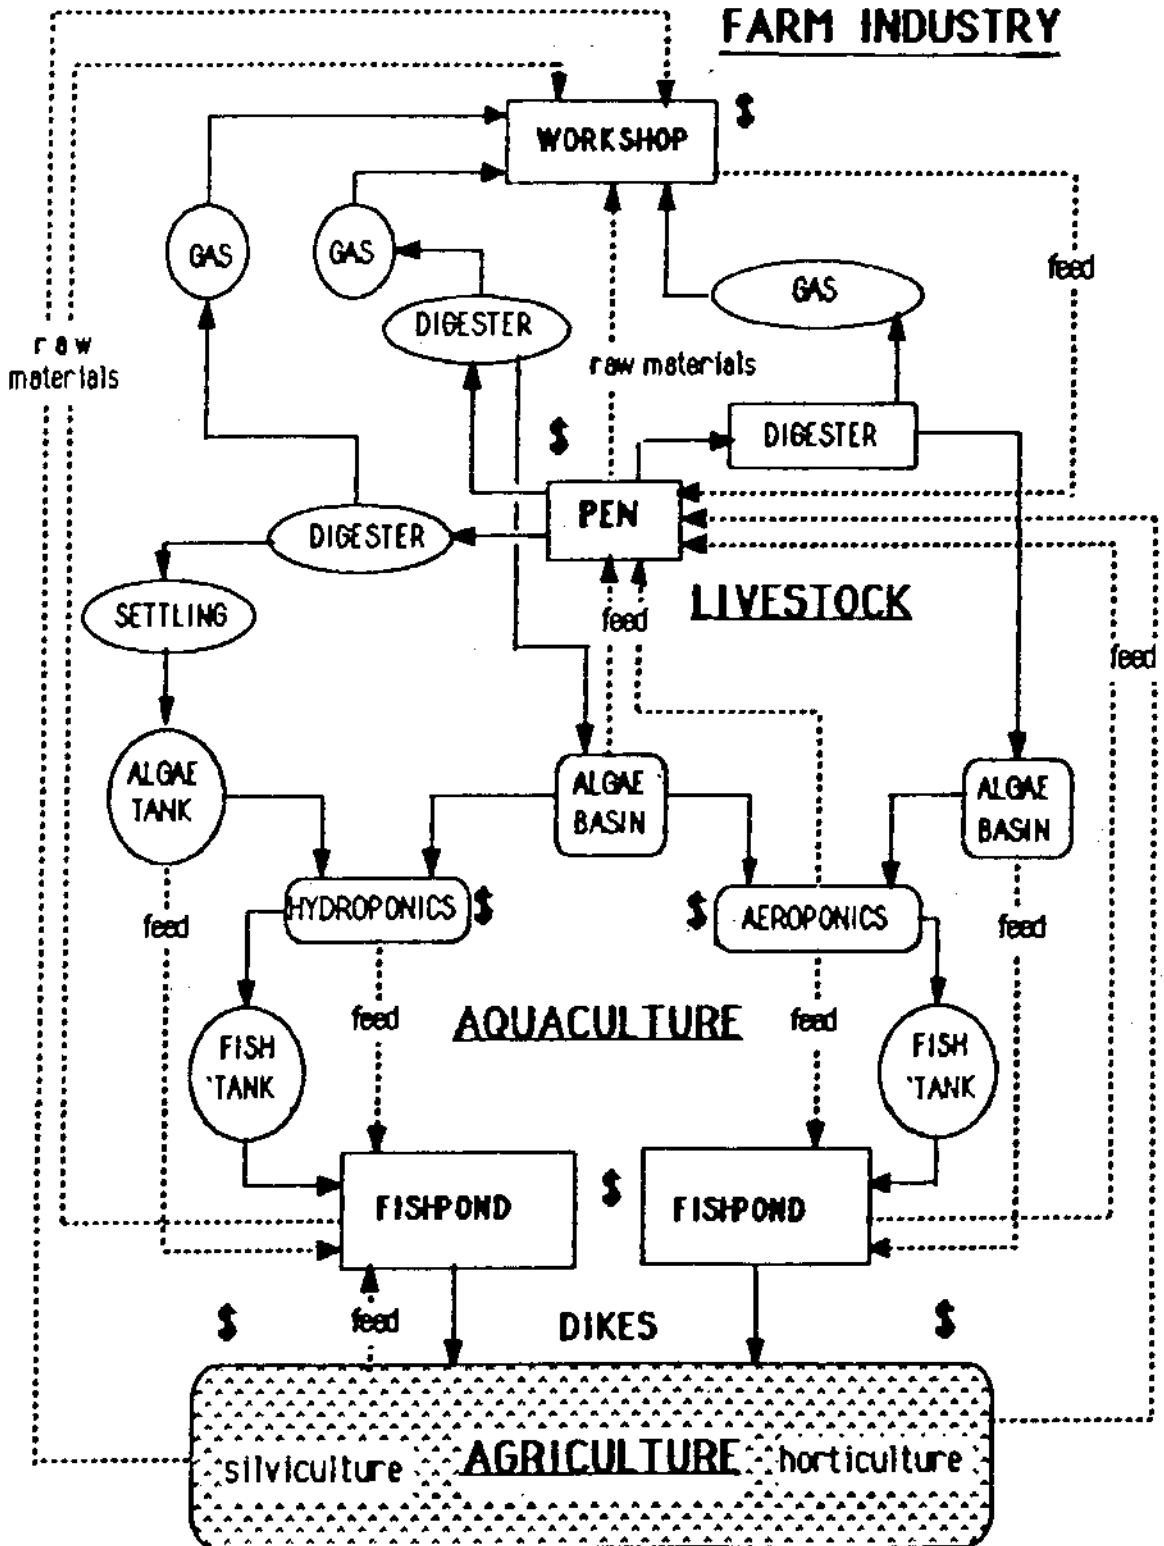 FARM INDUSTRY
$
WORKSHOP
GAS
GAS
GAS
feed
DIGESTER
raw
materials
raw materials
$
DIGESTER
PEN
DIGESTER
LIVESTOCK
SETTLING
feed
feed
ALGAE
TANK
ALGAE
BASIN
ALGAE
BASIN
HYDROPONICS
$
$
AEROPONICS
feed
feed
feed
AQUACULTURE
feed
FISH
TANK
FISH
TANK
FISHPOND
$
FISHPOND
$
feed
DIKES
$
silviculture
AGRICULTURE
horticulture